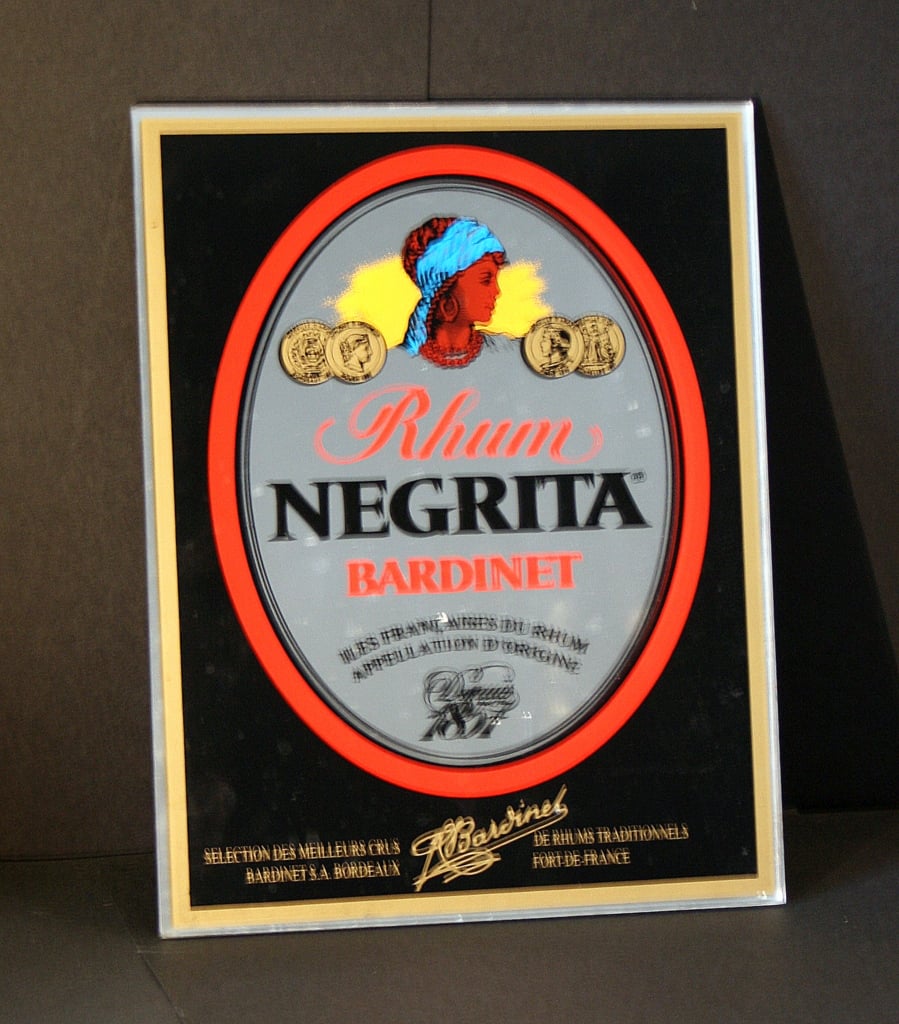 Rhum
NEGRITA
BARDINET
ILES FRANÇAISES DU RHUM
APPELLATION D'ORIGINE
Depuis
1857
Bardinet
SELECTION DES MEILLEURS CRUS
BARDINET S.A. BORDEAUX
DE RHUMS TRADITIONNELS
FORT-DE-FRANCE